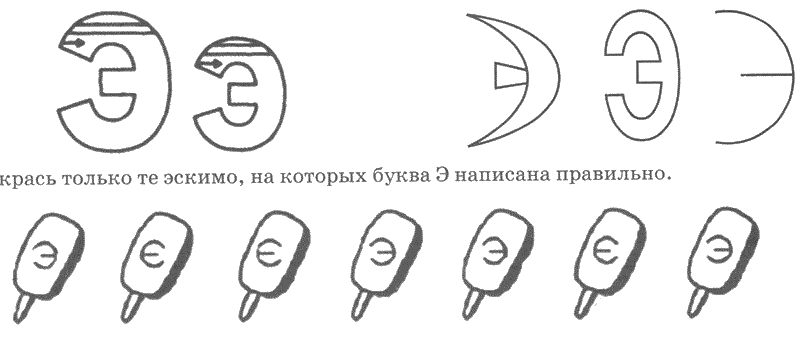 Э Э Э Э Э
крась только те эскимо, на которых буква Э написана правильно.
Э Є Є Э Э Є Э